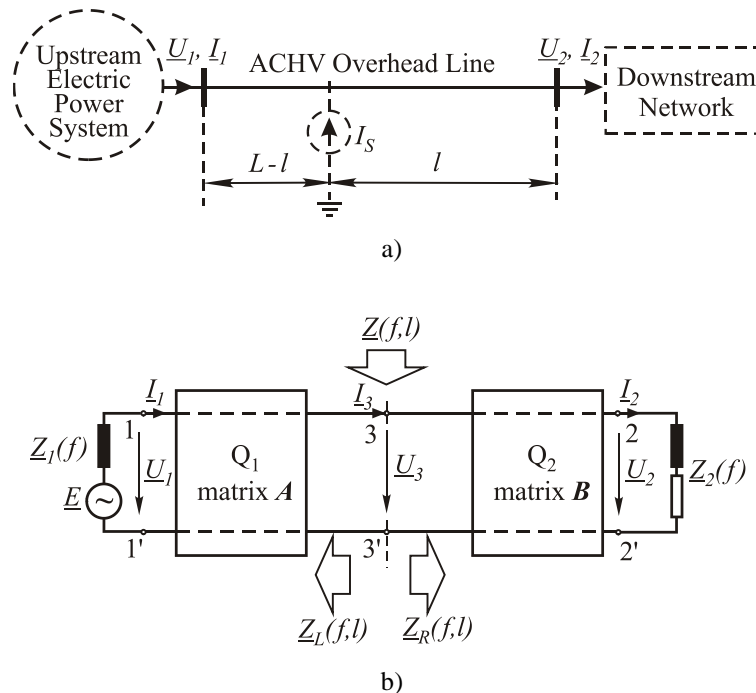 Upstream
Electric
Power
System
U1, I1
ACHV Overhead Line
U2, I2
Downstream
Network
IS
L-l
l
a)
Z(f,l)
I1
I3
I2
1
3
2
Z1(f)
U1
Q1
matrix A
U3
Q2
matrix B
U2
Z2(f)
E
~
1'
3'
2'
ZL(f,l)
ZR(f,l)
b)